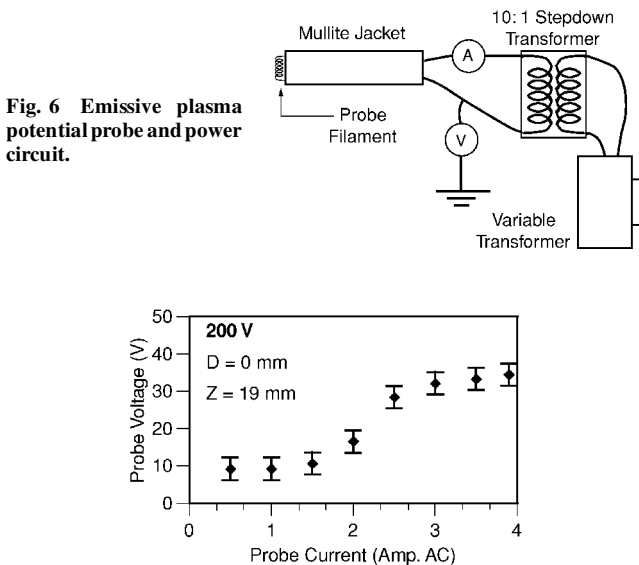 Fig. 6 Emissive plasma
potential probe and power
circuit.
Mullite Jacket
10: 1 Stepdown
Transformer
A
Probe
Filament
V
Variable
Transformer
200 V
D = 0 mm
Z = 19 mm
Probe Voltage (V)
50
40
30
20
10
0
0 1 2 3 4
Probe Current (Amp. AC)